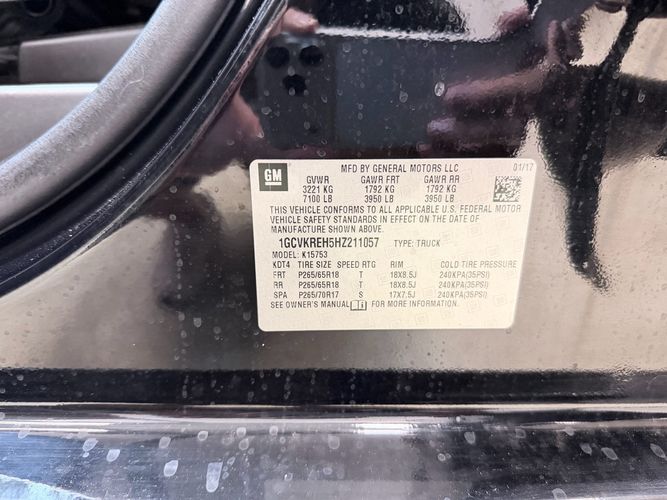 GM
MFD BY GENERAL MOTORS LLC 01/17
GVWR GAWR FRT GAWR RR
3221 KG 1792 KG 1792 KG
7100 LB 3950 LB 3950 LB
THIS VEHICLE CONFORMS TO ALL APPLICABLE U.S. FEDERAL MOTOR
VEHICLE SAFETY STANDARDS IN EFFECT ON THE DATE OF
MANUFACTURE SHOWN ABOVE.
1GCVKREH5HZ211057 TYPE: TRUCK
MODEL: K15753
KDT4 TIRE SIZE SPEED RTG RIM COLD TIRE PRESSURE
FRT P265/65R18 T 18X8.5J 240KPA(35PSI)
RR P265/65R18 T 18X8.5J 240KPA(35PSI)
SPA P265/70R17 S 17X7.5J 240KPA(35PSI)
SEE OWNER'S MANUAL i FOR MORE INFORMATION.